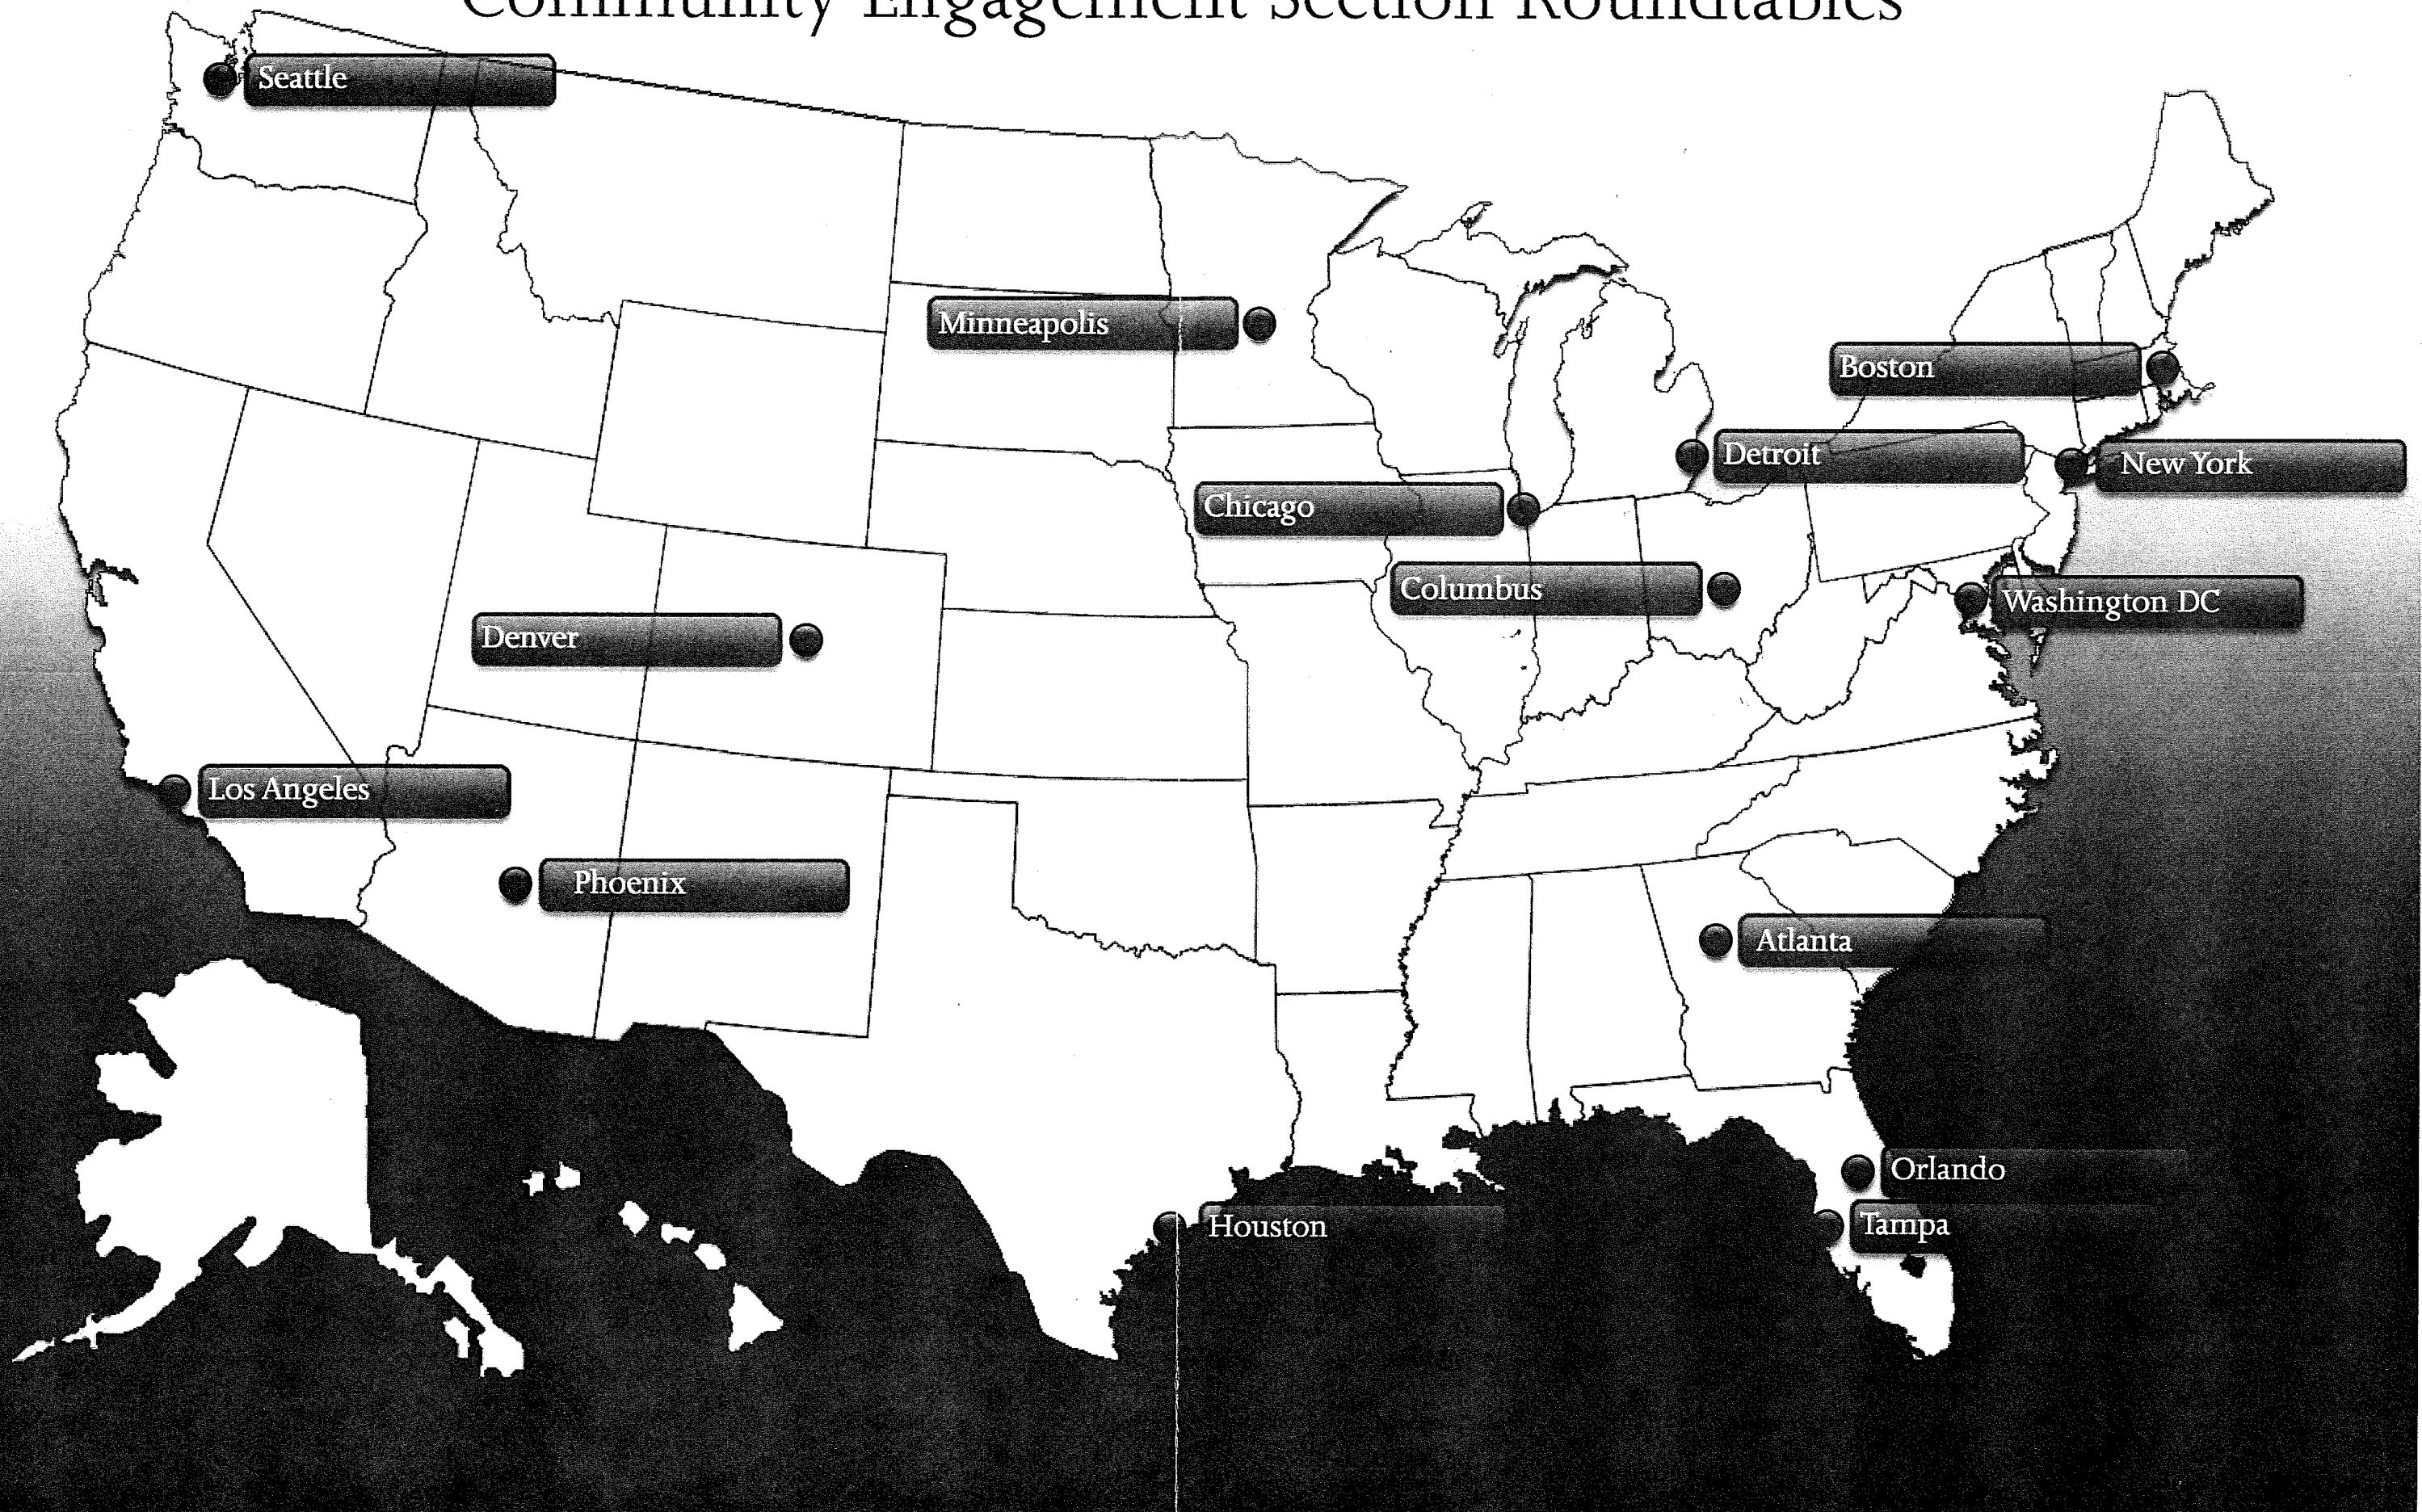 Community Engagement Section Roundtables
Seattle
Minneapolis
Boston
Detroit
New York
Chicago
Columbus
Washington DC
Denver
Los Angeles
Phoenix
Atlanta
Orlando
Houston
Tampa